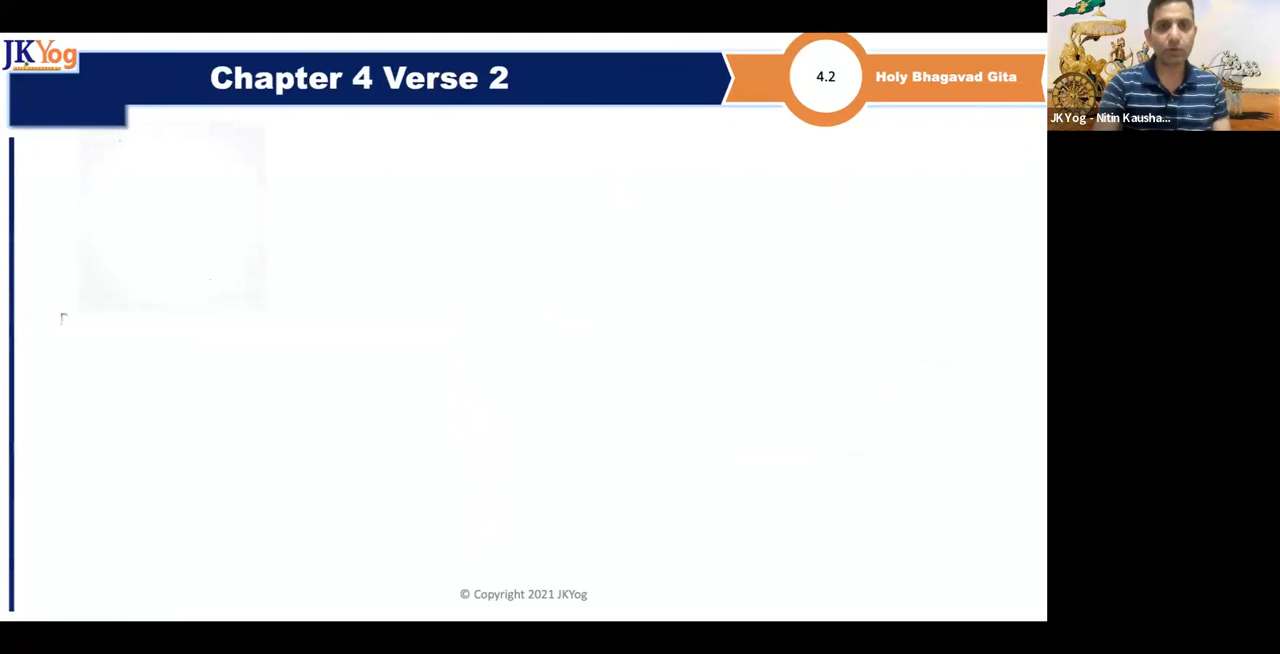 JKYog
Chapter 4 Verse 2
4.2
Holy Bhagavad Gita
JKYog - Nitin Kausha...
© Copyright 2021 JKYog